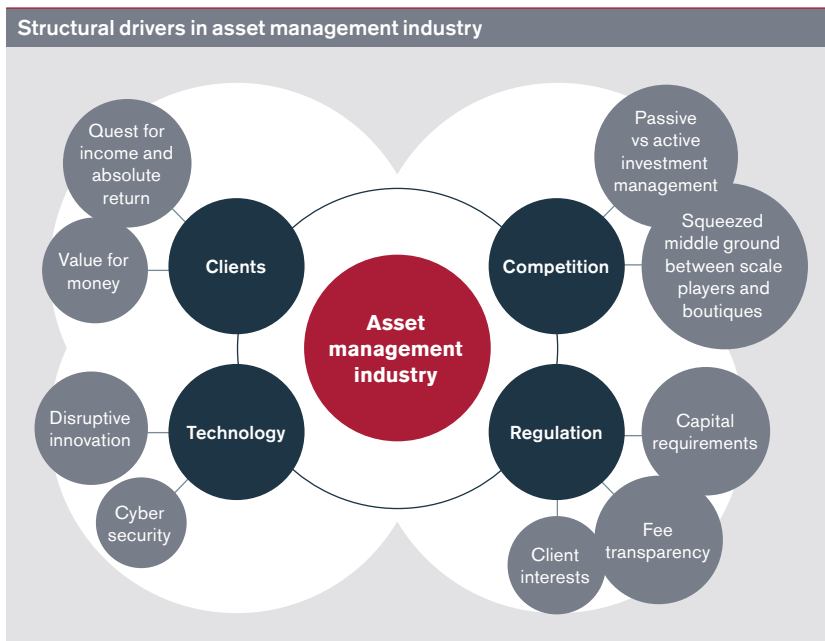 Structural drivers in asset management industry
Quest for
income and
absolute
return
Value for
money
Clients
Passive
vs active
investment
management
Squeezed
middle ground
between scale
players and
boutiques
Competition
Asset
management
industry
Disruptive
innovation
Cyber
security
Technology
Regulation
Capital
requirements
Fee
transparency
Client
interests